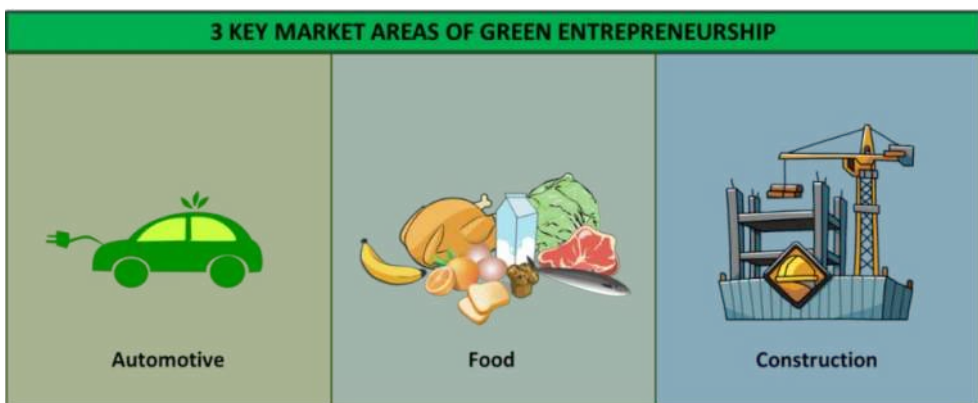 3 KEY MARKET AREAS OF GREEN ENTREPRENEURSHIP
Automotive
Food
Construction